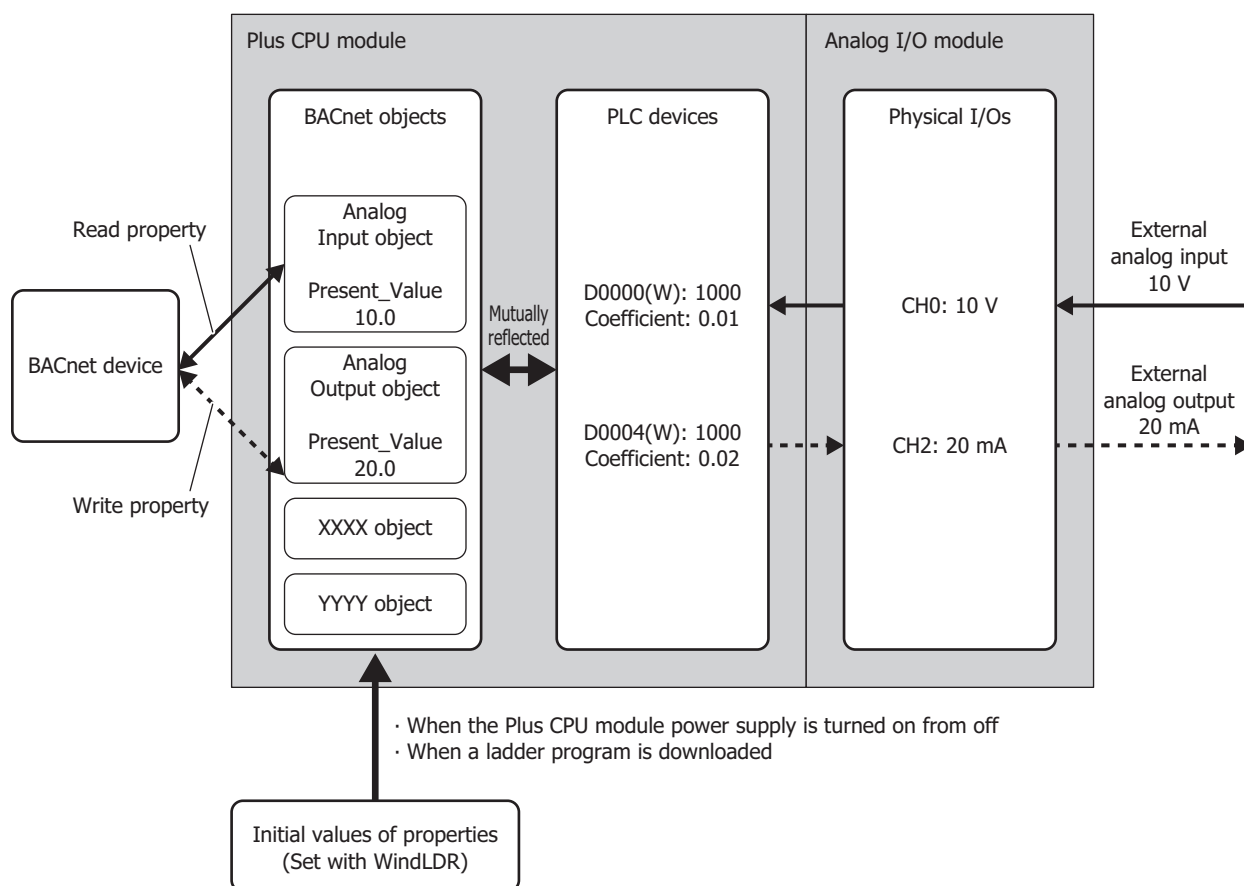 Plus CPU module
Analog I/O module
BACnet objects
PLC devices
Physical I/Os
Analog
Input object
Present_Value
10.0
Read property
BACnet device
Write property
Analog
Output object
Present_Value
20.0
XXXX object
YYYY object
Mutually
reflected
D0000(W): 1000
Coefficient: 0.01
D0004(W): 1000
Coefficient: 0.02
CH0: 10 V
CH2: 20 mA
External
analog input
10 V
External
analog output
20 mA
· When the Plus CPU module power supply is turned on from off
· When a ladder program is downloaded
Initial values of properties
(Set with WindLDR)